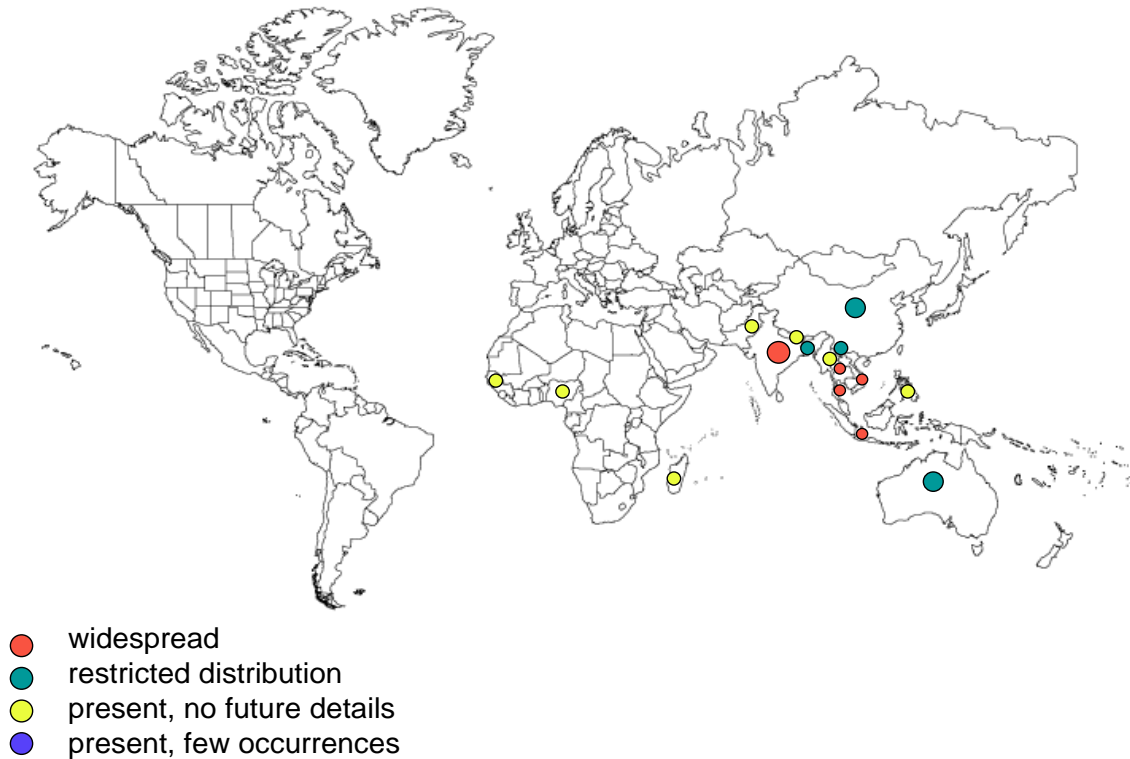 widespread
restricted distribution
present, no future details
present, few occurrences